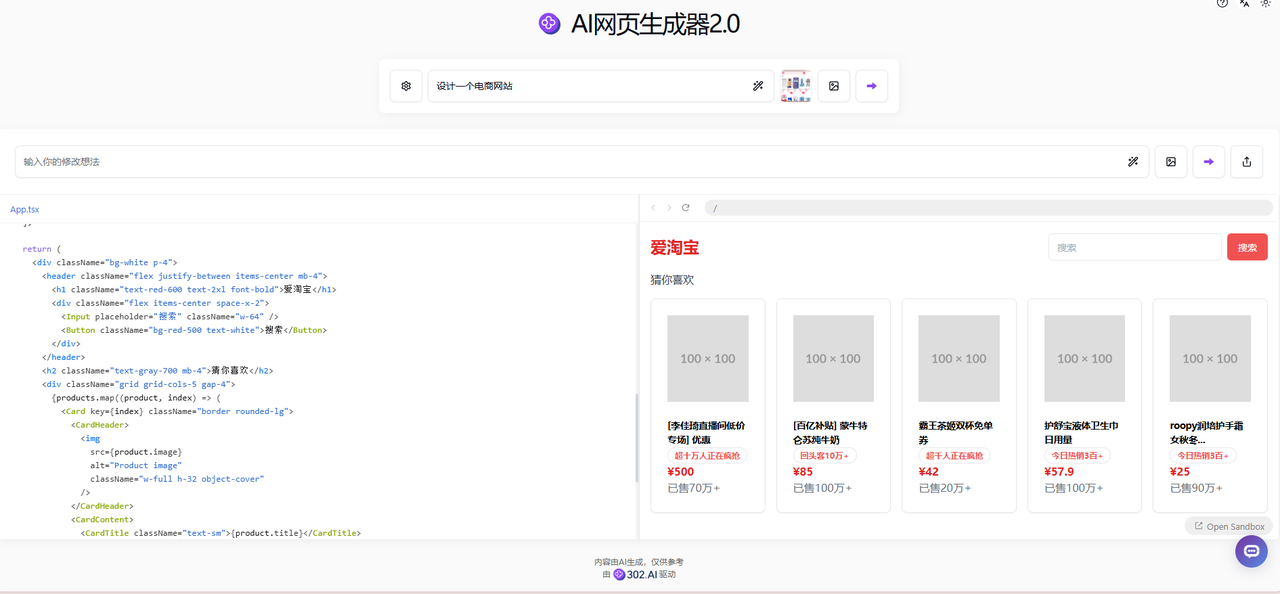 AI网页生成器2.0
设计一个电商网站
输入你的修改想法
App.tsx
return (
<div className="bg-white p-4">
<header className="flex justify-between items-center mb-4">
<h1 className="text-red-600 text-2xl font-bold">爱淘宝</h1>
<div className="flex items-center space-x-2">
<Input placeholder="搜索" className="w-64" />
<Button className="bg-red-500 text-white">搜索</Button>
</div>
</header>
<h2 className="text-gray-700 mb-4">猜你喜欢</h2>
<div className="grid grid-cols-5 gap-4">
{products.map((product, index) => (
<Card key={index} className="border rounded-lg">
<CardHeader>
<img
src={product.image}
alt="Product image"
className="w-full h-32 object-cover"
/>
</CardHeader>
<CardContent>
<CardTitle className="text-sm">{product.title}</CardTitle>
/
爱淘宝
搜索
搜索
猜你喜欢
100 × 100
[李佳琦直播间低价
专场] 优惠
超十万人正在疯抢
¥500
已售70万+
100 × 100
[百亿补贴] 蒙牛特
仑苏纯牛奶
回头客10万+
¥85
已售100万+
100 × 100
霸王茶姬双杯免单
券
超千人正在疯抢
¥42
已售20万+
100 × 100
护舒宝液体卫生巾
日用量
今日热销3百+
¥57.9
已售100万+
100 × 100
roopy润培护手霜
女秋冬...
今日热销3百+
¥25
已售90万+
Open Sandbox
内容由AI生成，仅供参考
由 302.AI 驱动